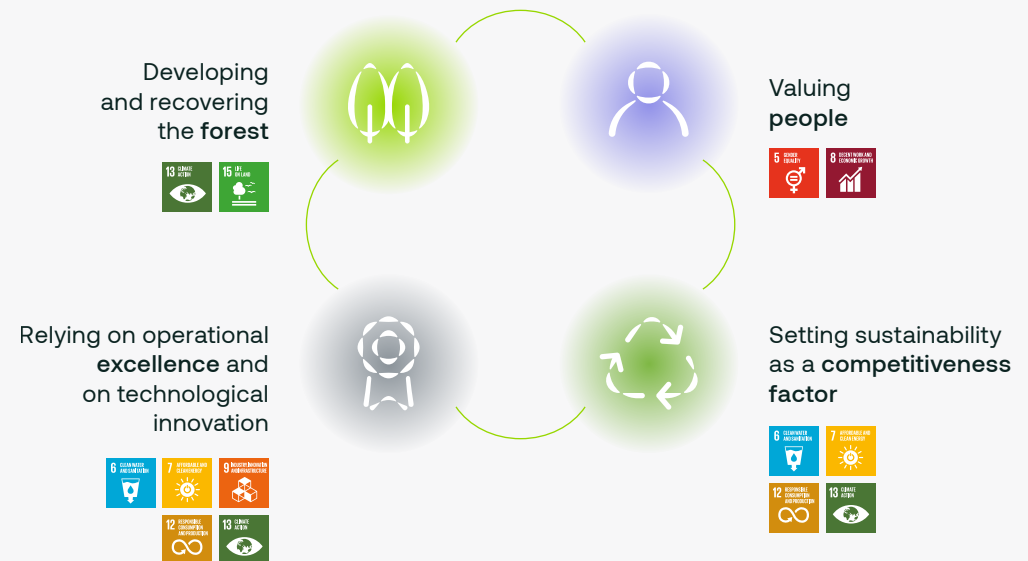 Developing
and recovering
the forest
13 CLIMATE
ACTION
15 LIFE
ON LAND
Valuing
people
5 GENDER
EQUALITY
8 DECENT WORK AND
ECONOMIC GROWTH
Relying on operational
excellence and
on technological
innovation
6 CLEAN WATER
AND SANITATION
7 AFFORDABLE AND
CLEAN ENERGY
9 INDUSTRY, INNOVATION
AND INFRASTRUCTURE
12 RESPONSIBLE
CONSUMPTION
AND PRODUCTION
13 CLIMATE
ACTION
Setting sustainability
as a competitiveness
factor
6 CLEAN WATER
AND SANITATION
7 AFFORDABLE AND
CLEAN ENERGY
12 RESPONSIBLE
CONSUMPTION
AND PRODUCTION
13 CLIMATE
ACTION